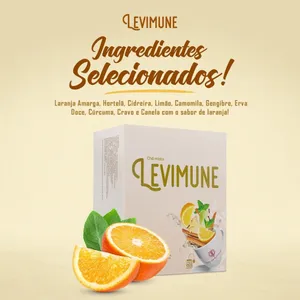 LEVIMUNE
Ingredientes
Selecionados!
Laranja Amarga, Hortelã, Cidreira, Limão, Camomila, Gengibre, Erva
Doce, Cúrcuma, Cravo e Canela com o sabor de laranja!
LEVIMUNE